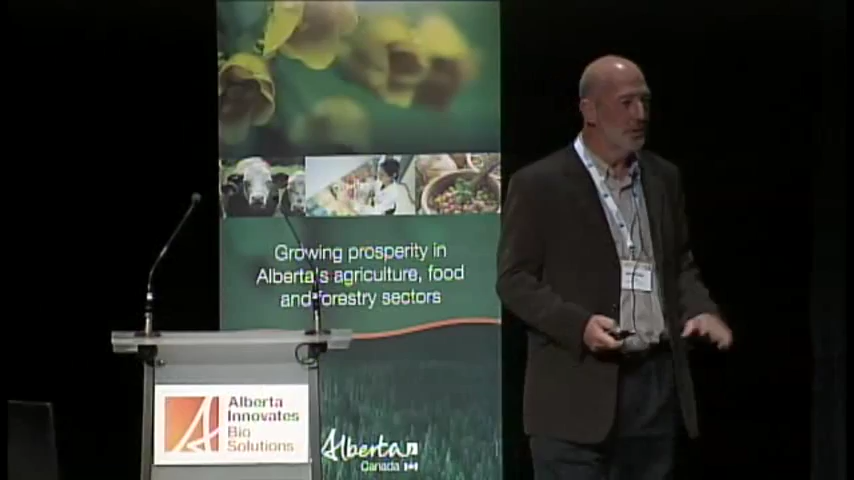 Growing prosperity in
Alberta's agriculture, food
and forestry sectors
Alberta
Innovates
Bio
Solutions
Alberta
Canada